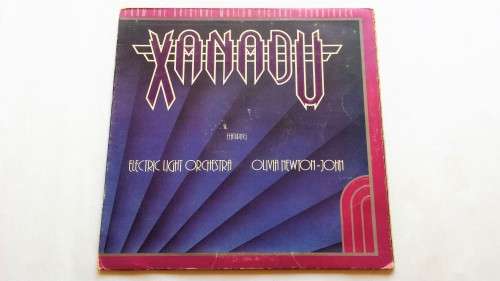 FROM THE ORIGINAL MOTION PICTURE SOUNDTRACK
XANADU
FEATURING
ELECTRIC LIGHT ORCHESTRA OLIVIA NEWTON-JOHN